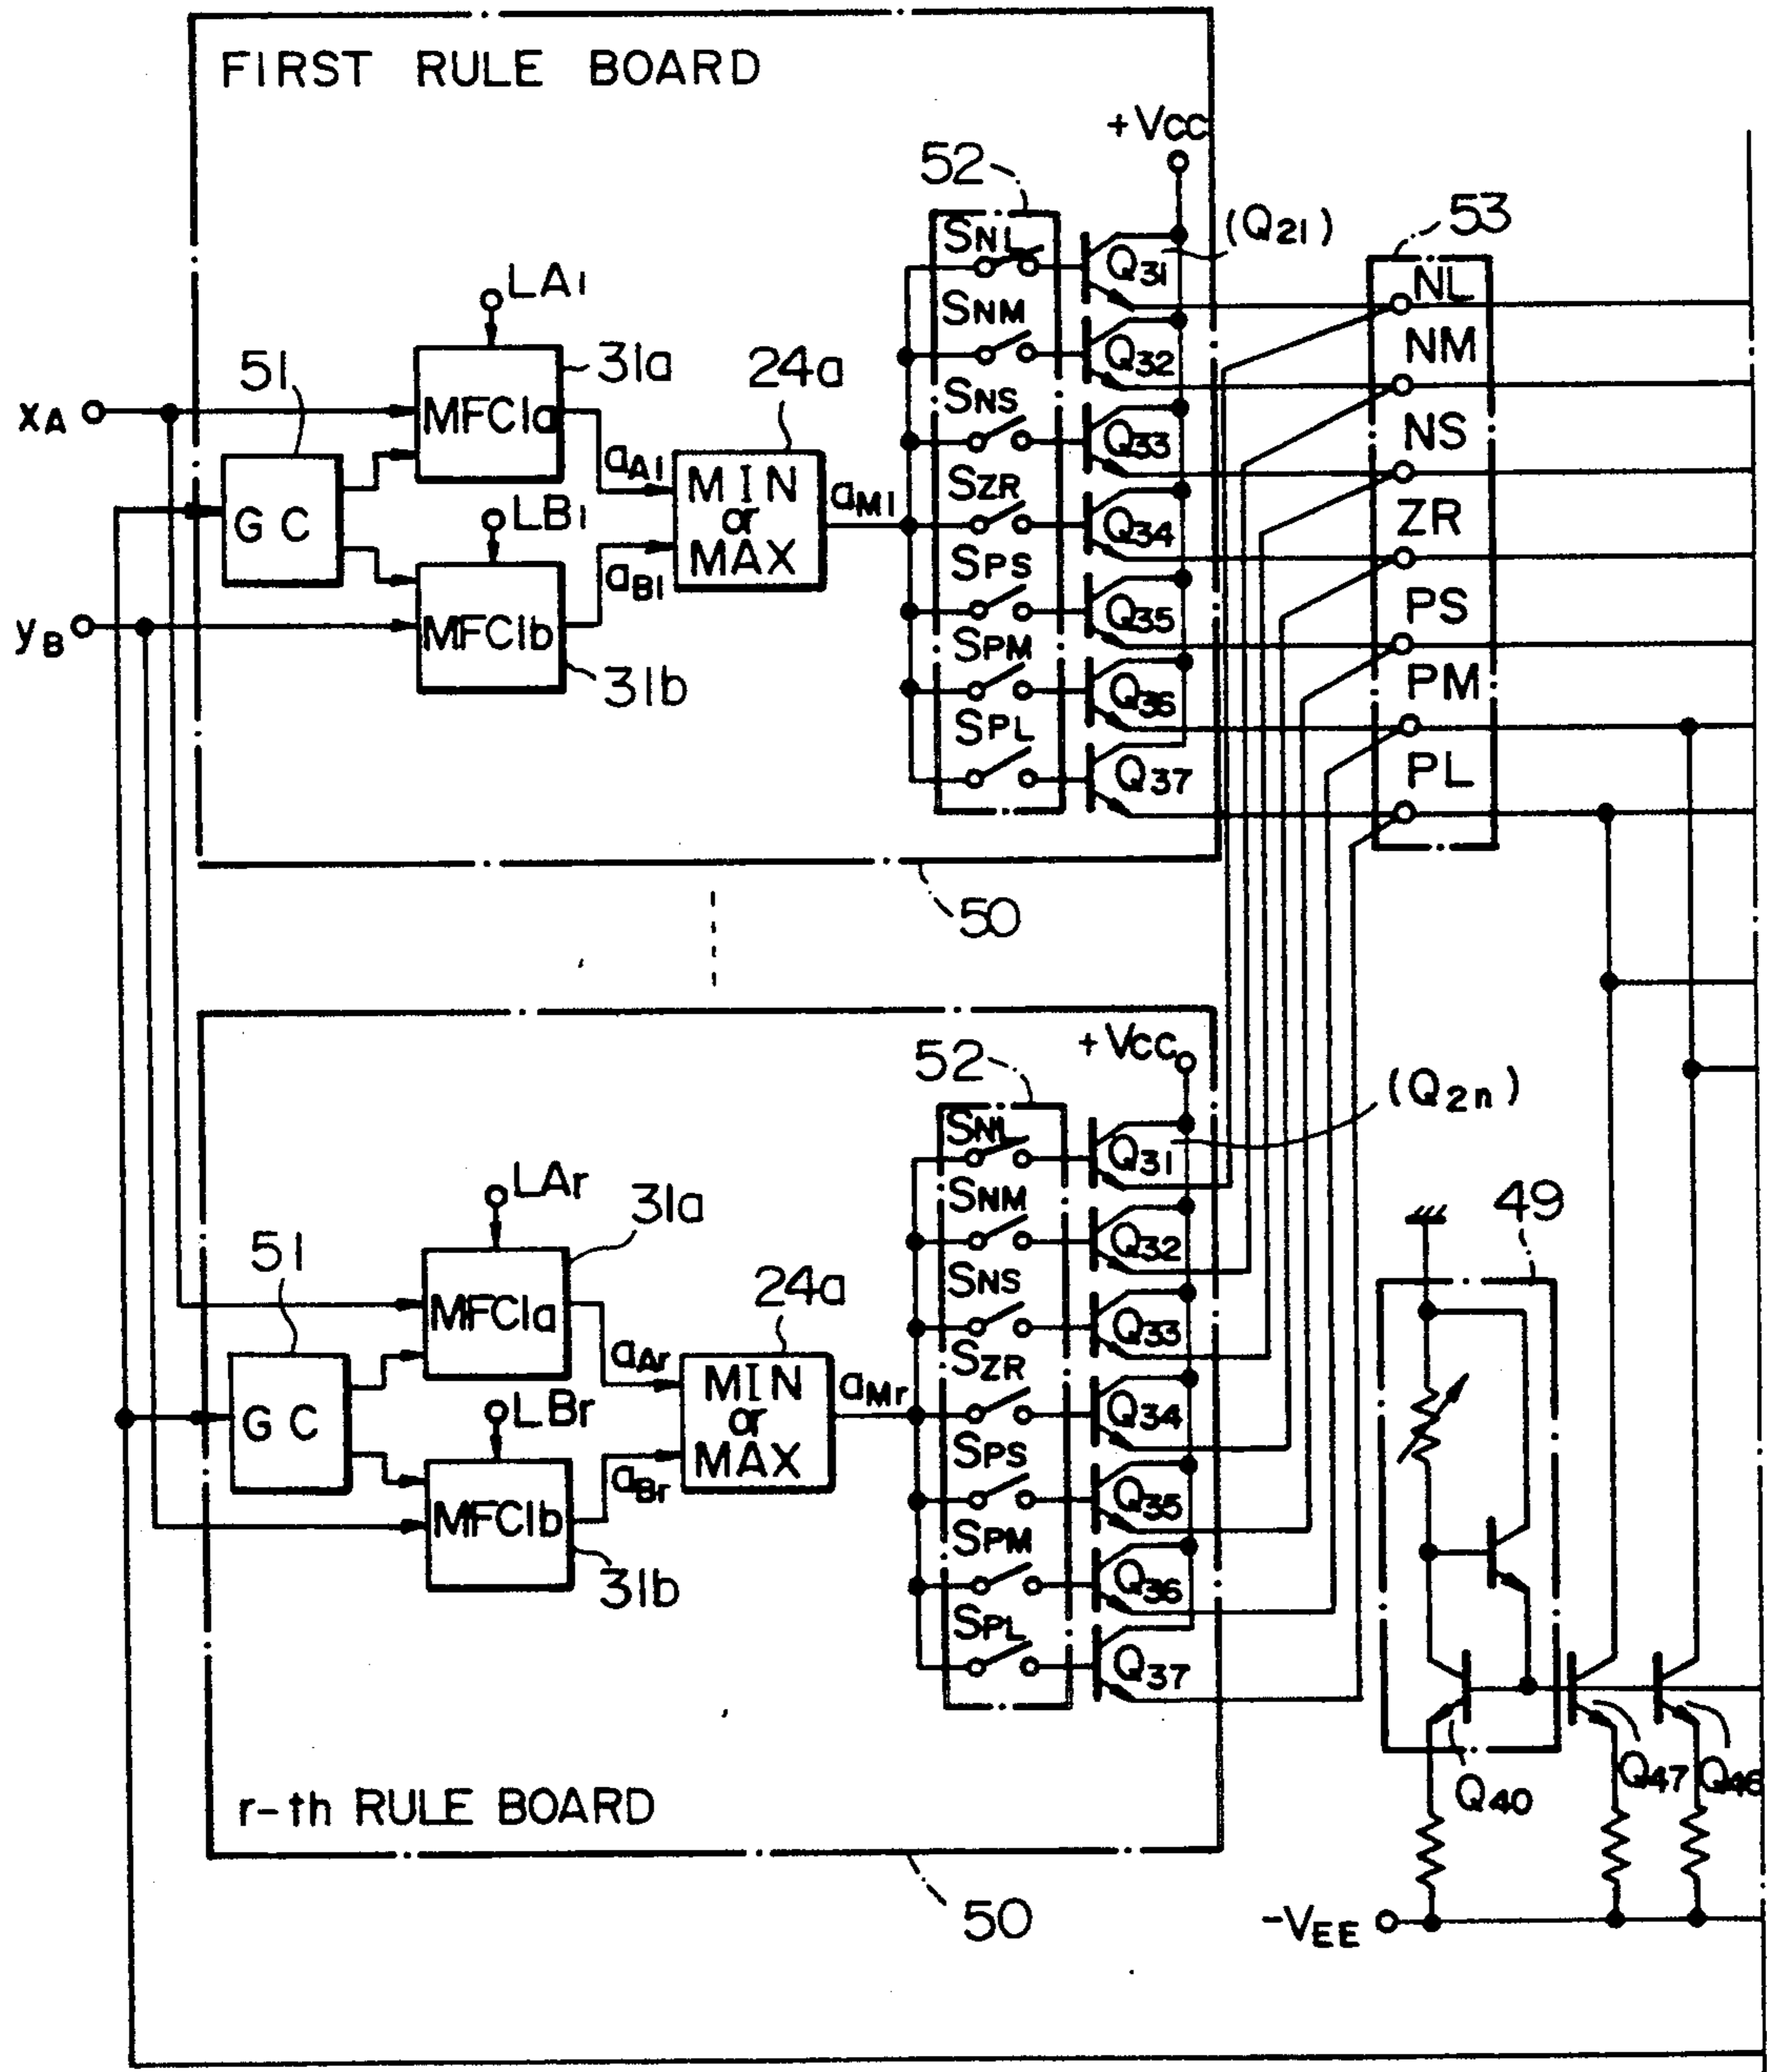 FIRST RULE BOARD
+Vcc
52
(Q21)
53
SNL
Q31
NL
LA1
SNM
Q32
NM
51
31a
24a
xA
MFC1a
SNS
Q33
NS
aA1
MIN or MAX
aM1
SZR
Q34
ZR
GC
LB1
aB1
SPS
Q35
PS
yB
MFC1b
31b
SPM
Q36
PM
SPL
Q37
PL
50
+Vcc
52
(Q2n)
SNL
Q31
LAr
31a
SNM
Q32
49
51
24a
MFC1a
SNS
Q33
aAr
MIN or MAX
aMr
SZR
Q34
GC
LBr
aBr
SPS
Q35
MFC1b
31b
SPM
Q36
SPL
Q37
Q40
Q47
Q46
r-th RULE BOARD
50
-VEE